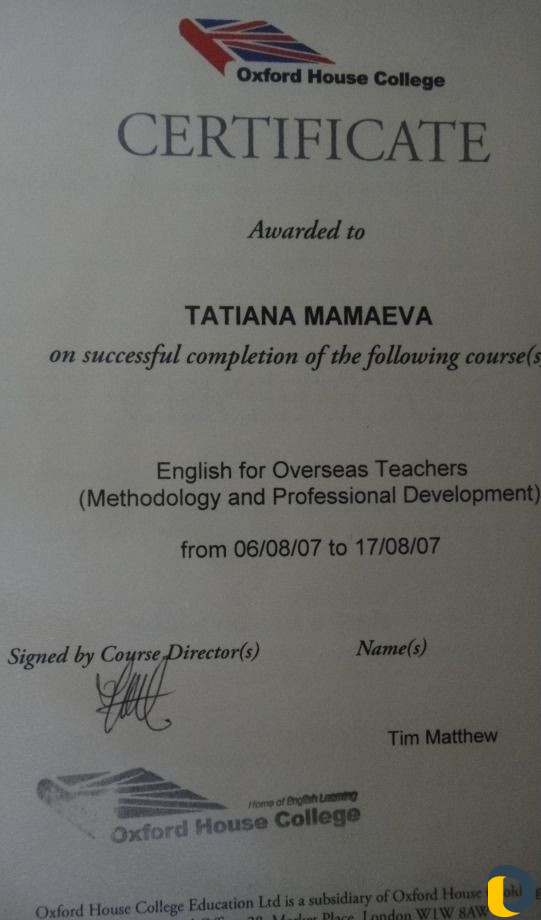 Oxford House College
CERTIFICATE
Awarded to
TATIANA MAMAEVA
on successful completion of the following course(s
English for Overseas Teachers
(Methodology and Professional Development)
from 06/08/07 to 17/08/07
Signed by Course Director(s)
Name(s)
Tim Matthew
Home of English Learning
Oxford House College
Oxford House College Education Ltd is a subsidiary of Oxford House
Market Place, London W1W 8AW